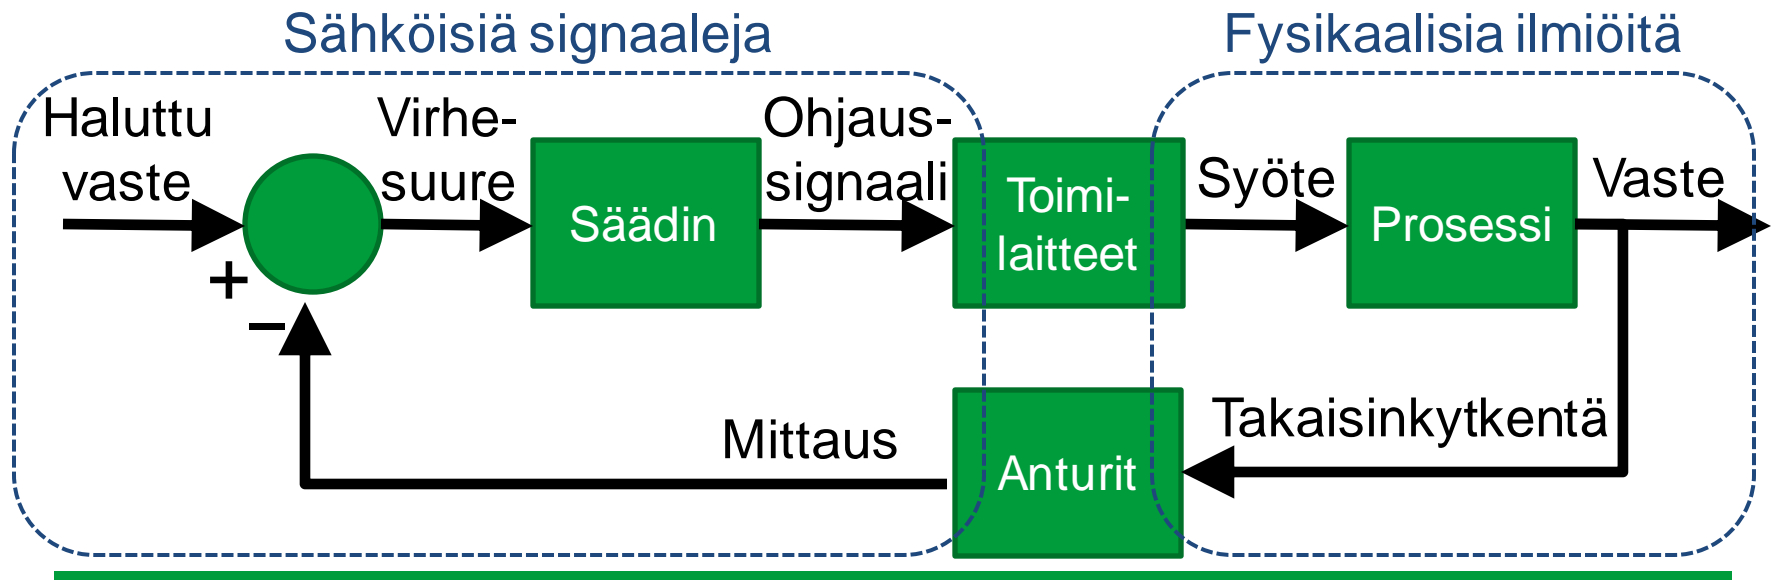 Sähköisiä signaaleja
Fysikaalisia ilmiöitä
Haluttu
vaste
Virhe-
suure
Säädin
Ohjaus-
signaali
Toimi-
laitteet
Syöte
Prosessi
Vaste
+
–
Mittaus
Anturit
Takaisinkytkentä